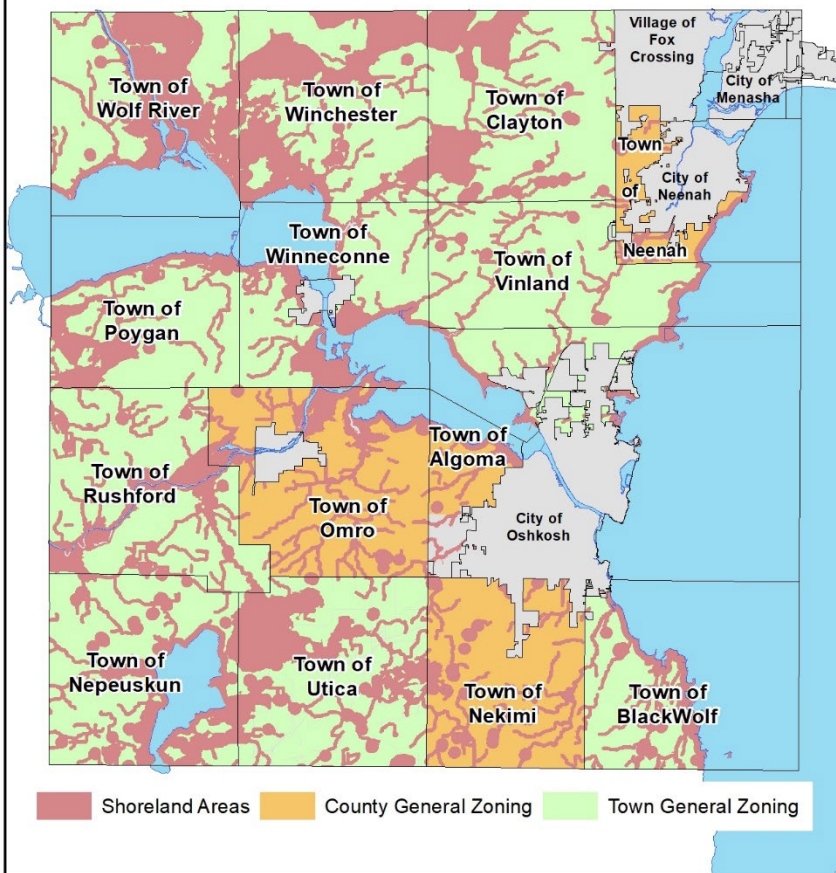 Village of
Fox
Crossing
City of
Menasha
Town of
Wolf River
Town of
Winchester
Town of
Clayton
Town
of
Neenah
City of
Neenah
Town of
Winneconne
Town of
Vinland
Town of
Poygan
Town of
Algoma
Town of
Rushford
Town of
Omro
City of
Oshkosh
Town of
Nepeuskun
Town of
Utica
Town of
Nekimi
Town of
BlackWolf
Shoreland Areas
County General Zoning
Town General Zoning